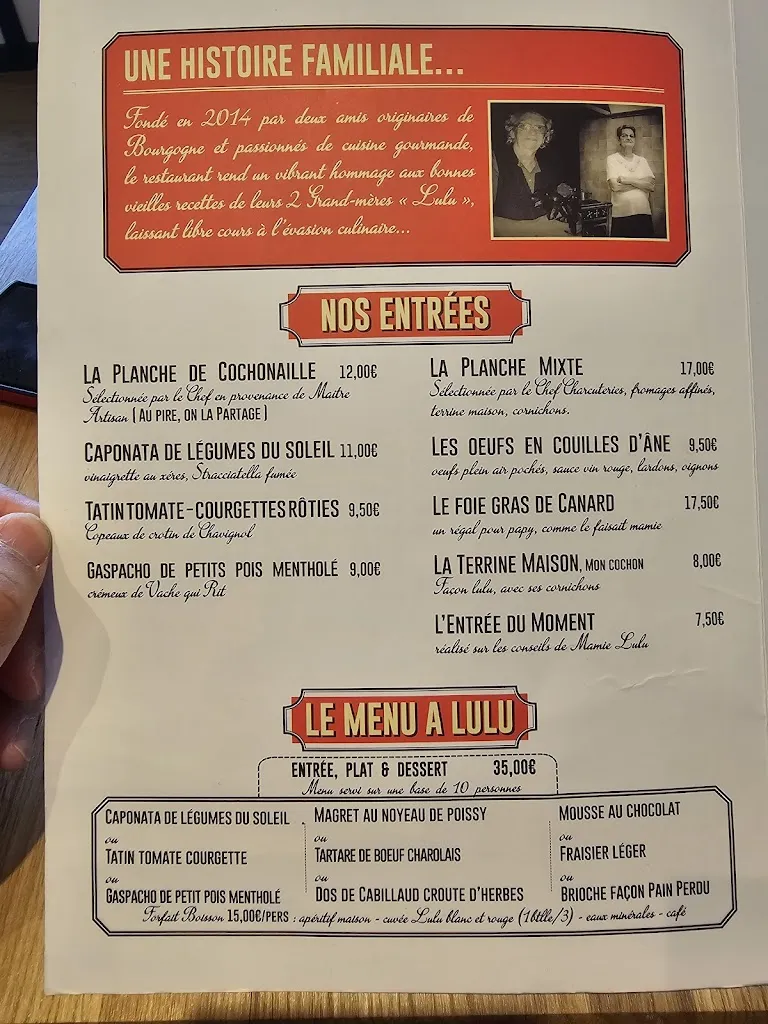 UNE HISTOIRE FAMILIALE...
Fondé en 2014 par deux amis originaires de
Bourgogne et passionnés de cuisine gourmande,
le restaurant rend un vibrant hommage aux bonnes
vieilles recettes de leurs 2 Grand-mères « Lulu »,
laissant libre cours à l'évasion culinaire...
NOS ENTRÉES
LA PLANCHE DE COCHONAILLE 12,00€
Sélectionnée par le Chef en provenance de Maitre
Artisan ( AU PIRE, ON LA PARTAGE )
CAPONATA DE LÉGUMES DU SOLEIL 11,00€
vinaigrette au xéres, Stracciatella fumée
TATIN TOMATE - COURGETTES RÔTIES 9,50€
Copeaux de crotin de Chavignol
GASPACHO DE PETITS POIS MENTHOLÉ 9,00€
crémeux de Vache qui Rit
LA PLANCHE MIXTE 17,00€
Sélectionnée par le Chef Charcuteries, fromages affinés,
terrine maison, cornichons.
LES OEUFS EN COUILLES D'ÂNE 9,50€
oeufs plein air pochés, sauce vin rouge, lardons, oignons
LE FOIE GRAS DE CANARD 17,50€
un régal pour papy, comme le faisait mamie
LA TERRINE MAISON, MON COCHON 8,00€
Façon lulu, avec ses cornichons
L'ENTRÉE DU MOMENT 7,50€
réalisé sur les conseils de Mamie Lulu
LE MENU A LULU
ENTRÉE, PLAT & DESSERT 35,00€
Menu servi sur une base de 10 personnes
CAPONATA DE LÉGUMES DU SOLEIL
ou
TATIN TOMATE COURGETTE
ou
GASPACHO DE PETIT POIS MENTHOLÉ
MAGRET AU NOYEAU DE POISSY
ou
TARTARE DE BOEUF CHAROLAIS
ou
DOS DE CABILLAUD CROUTE D'HERBES
MOUSSE AU CHOCOLAT
ou
FRAISIER LÉGER
ou
BRIOCHE FAÇON PAIN PERDU
Forfait Boisson 15,00€/PERS : apéritif maison - cuvée Lulu blanc et rouge (1btlle/3) - eaux minérales - café